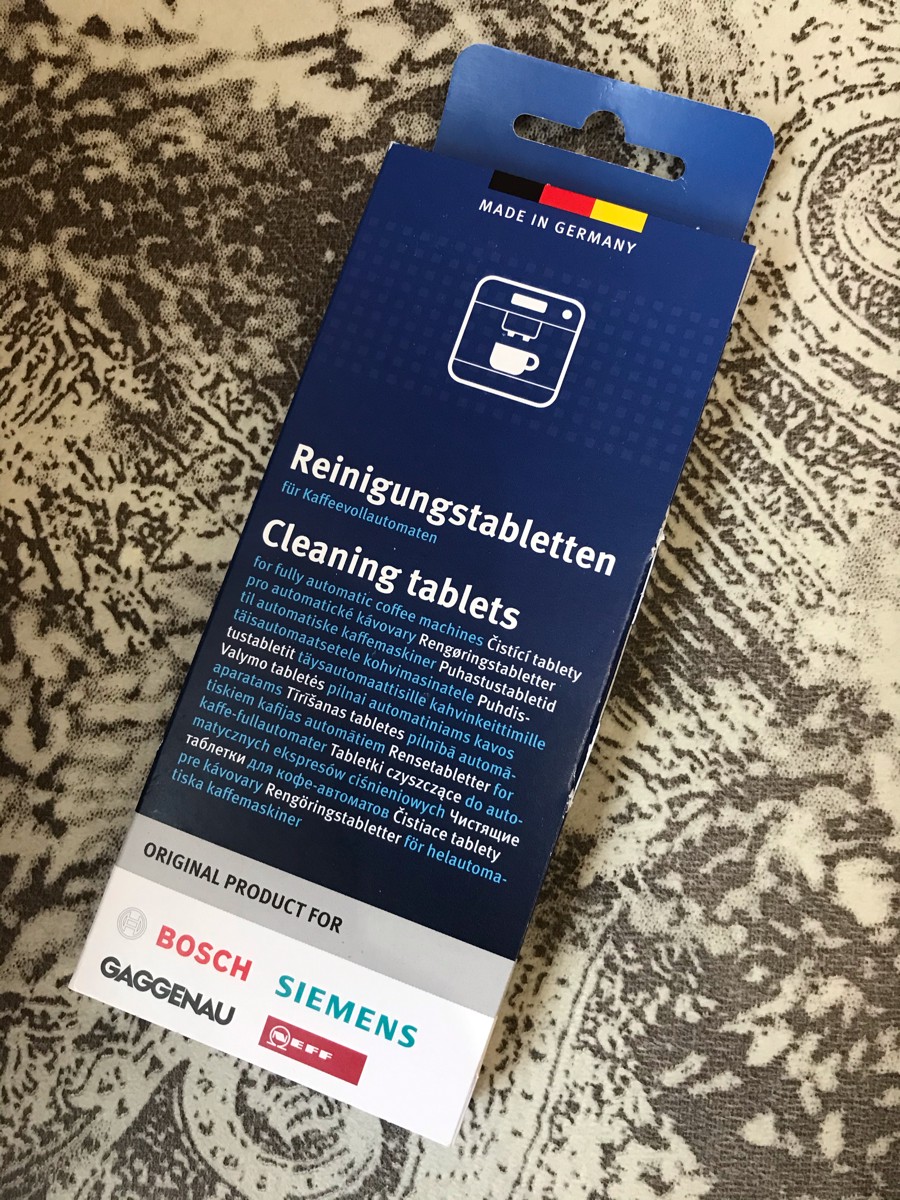 MADE IN GERMANY
Reinigungstabletten
für Kaffeevollautomaten
Cleaning tablets
for fully automatic coffee machines Čistící tablety
pro automatické kávovary Rengøringstabletter
til automatiske kaffemaskiner Puhastustabletid
täisautomaatsetele kohvimasinatele Puhdis-
tustabletit täysautomaattisille kahvinkeittimille
Valymo tabletės pilnai automatiniams kavos
aparatams Tīrīšanas tabletes pilnībā automā-
tiskiem kafijas automātiem Rensetabletter for
kaffe-fullautomater Tabletki czyszczące do auto-
matycznych ekspresów ciśnieniowych Чистящие
таблетки для кофе-автоматов Čistiace tablety
pre kávovary Rengöringstabletter för helautoma-
tiska kaffemaskiner
ORIGINAL PRODUCT FOR
BOSCH
SIEMENS
GAGGENAU
NEFF